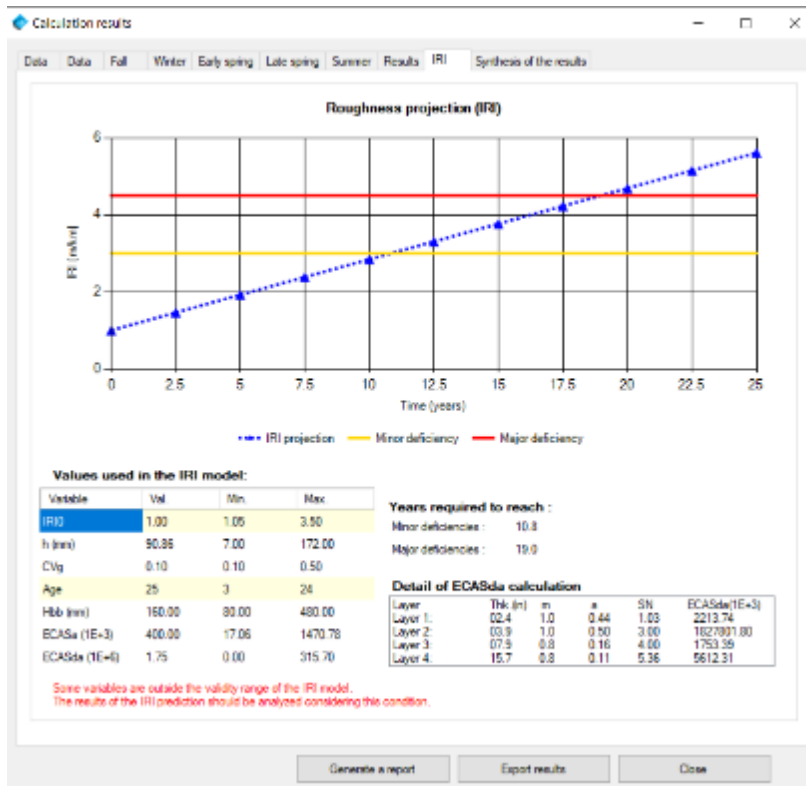 Calculation results
Data Data Fall Winter Early spring Late spring Summer Results IRI Synthesis of the results
Roughness projection (IRI)
6
4
2
0
IRI [m/km]
0 2.5 5 7.5 10 12.5 15 17.5 20 22.5 25
Time (years)
IRI projection Minor deficiency Major deficiency
Values used in the IRI model:
Variable Val. Min. Max
IRI0 1.00 1.05 3.50
h (mm) 90.86 7.00 172.00
CVg 0.10 0.10 0.50
Age 25 3 24
Hbb (mm) 160.00 80.00 480.00
ECASa (1E+3) 400.00 17.06 1470.78
ECASda (1E+6) 1.75 0.00 315.70
Years required to reach :
Minor deficiencies : 10.8
Major deficiencies : 19.0
Detail of ECASda calculation
Layer Thk.(in) m a SN ECASda(1E+3)
Layer 1: 02.4 1.0 0.44 1.03 2213.74
Layer 2: 03.9 1.0 0.50 3.00 1827801.80
Layer 3: 07.9 0.8 0.16 4.00 1753.39
Layer 4: 15.7 0.8 0.11 5.36 5612.31
Some variables are outside the validity range of the IRI model.
The results of the IRI prediction should be analyzed considering this condition.
Generate a report Export results Close